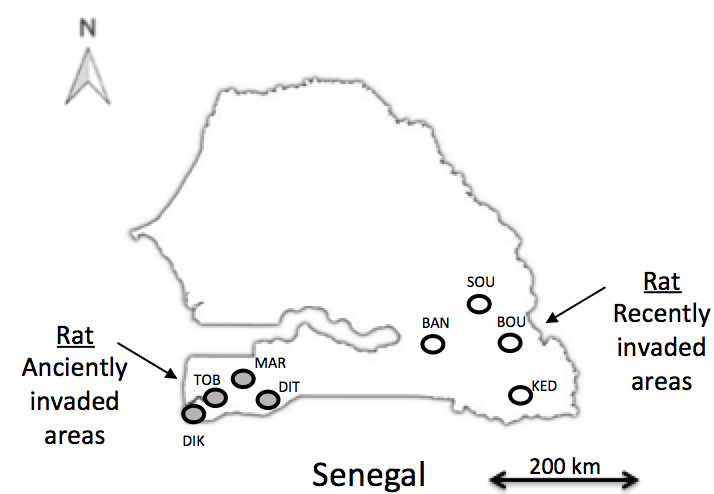 N
SOU
BAN
BOU
KED
Rat
Recently
invaded
areas
Rat
Anciently
invaded
areas
MAR
TOB
DIT
DIK
Senegal
200 km